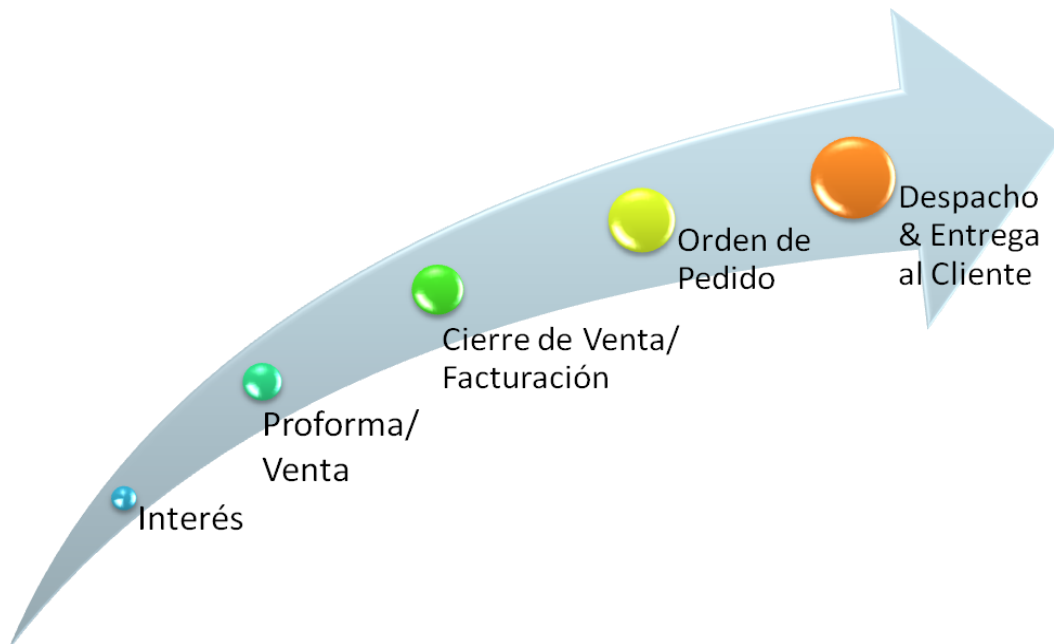 Interés
Proforma/
Venta
Cierre de Venta/
Facturación
Orden de
Pedido
Despacho
& Entrega
al Cliente